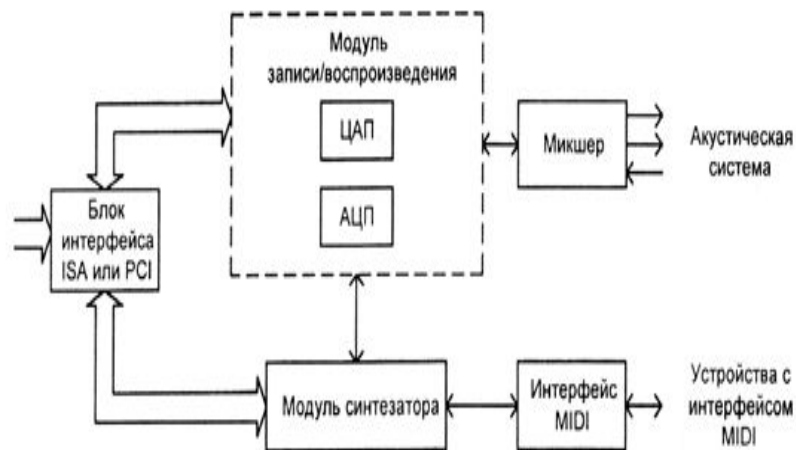 Модуль
записи/воспроизведения
ЦАП
АЦП
Микшер
Акустическая
система
Блок
интерфейса
ISA или PCI
Модуль синтезатора
Интерфейс
MIDI
Устройства с
интерфейсом
MIDI